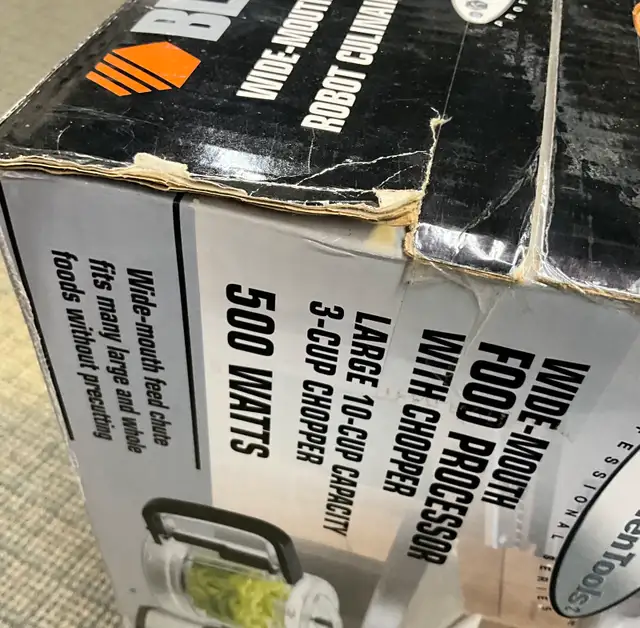 WIDE-MOUTH
ROBOT
WIDE-MOUTH
FOOD PROCESSOR
WITH CHOPPER
LARGE 10-CUP CAPACITY
3-CUP CHOPPER
500 WATTS
Wide-mouth feed chute
fits many large and whole
foods without precutting